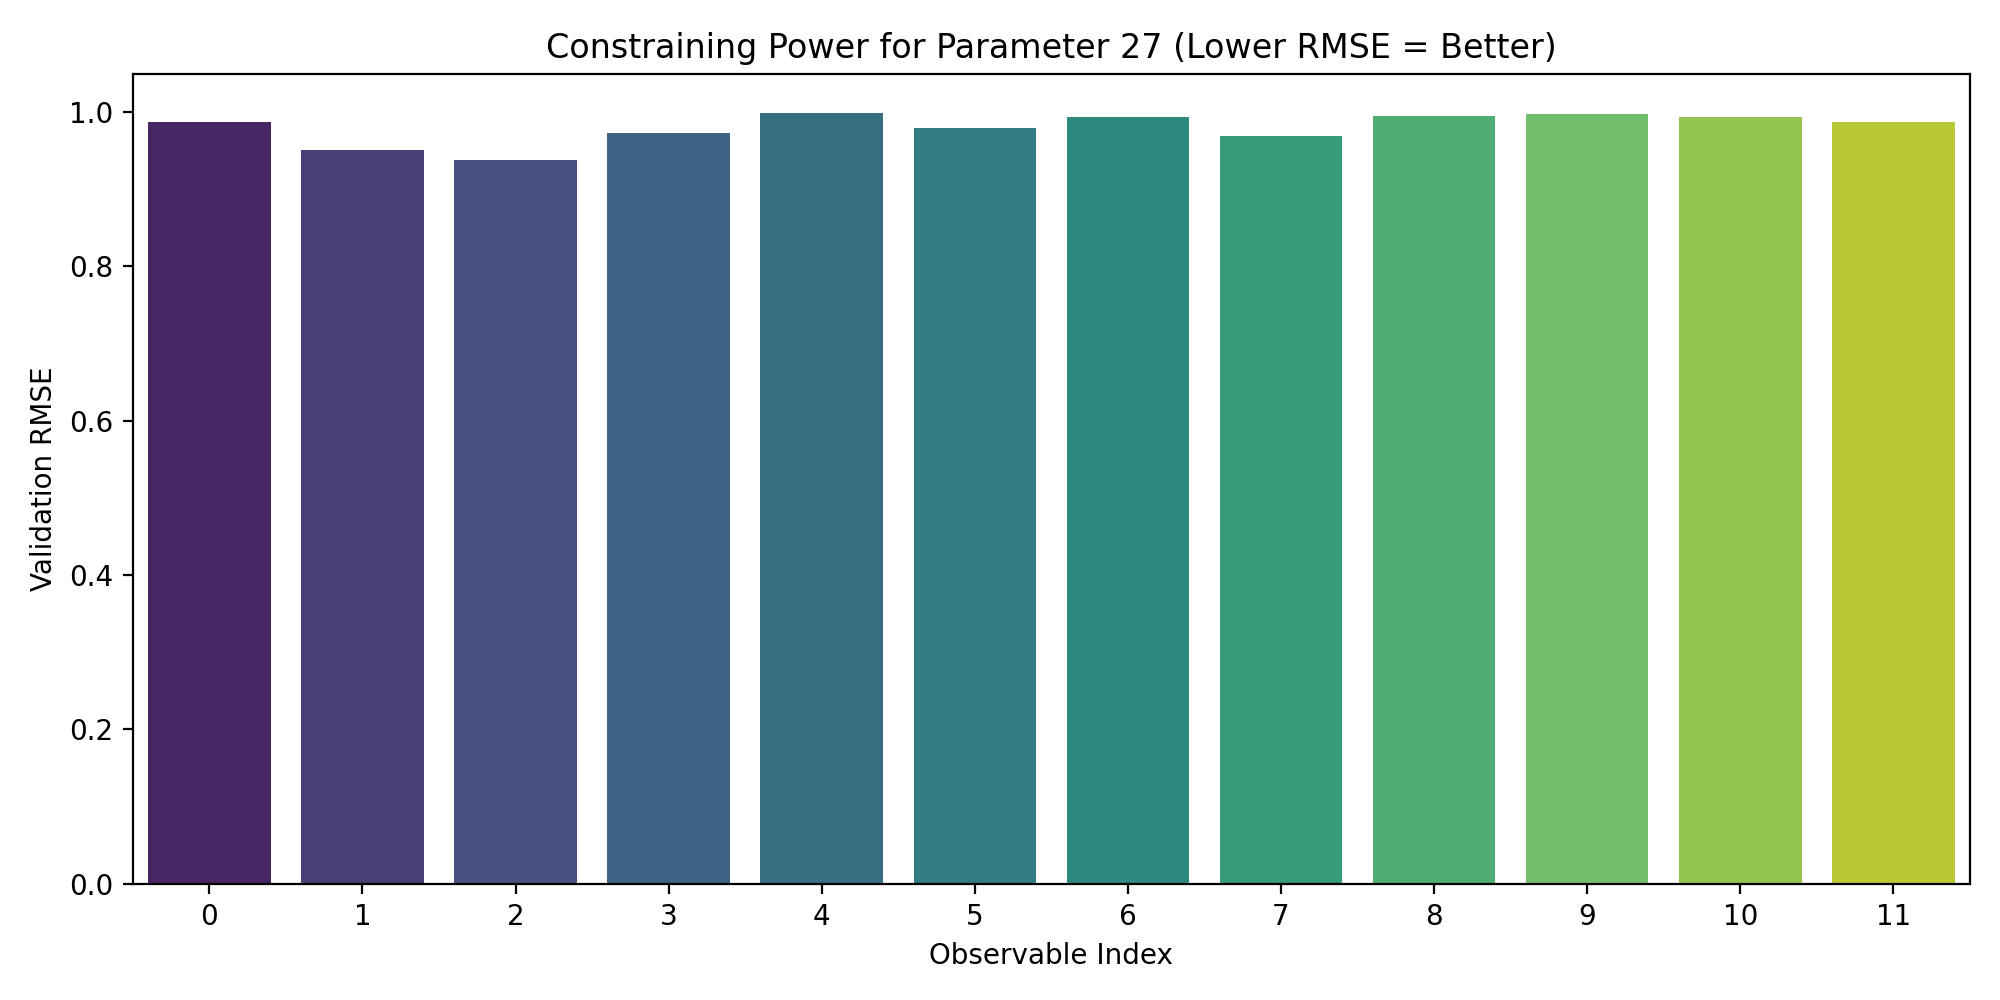 Constraining Power for Parameter 27 (Lower RMSE = Better)
Validation RMSE
1.0
0.8
0.6
0.4
0.2
0.0
0 1 2 3 4 5 6 7 8 9 10 11
Observable Index